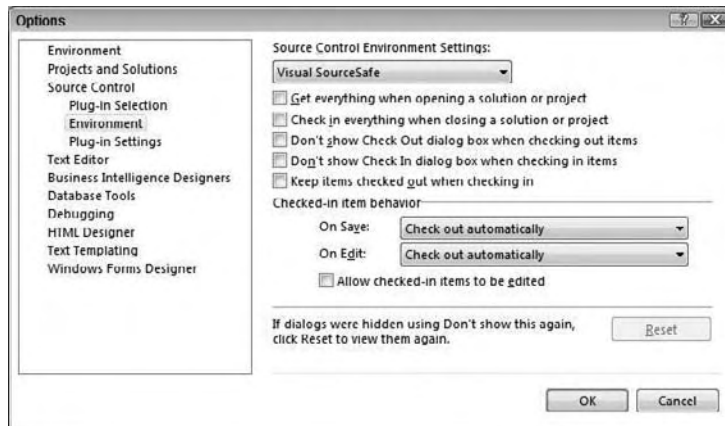 Options
Environment
Projects and Solutions
Source Control
Plug-in Selection
Environment
Plug-in Settings
Text Editor
Business Intelligence Designers
Database Tools
Debugging
HTML Designer
Text Templating
Windows Forms Designer
Source Control Environment Settings:
Visual SourceSafe
Get everything when opening a solution or project
Check in everything when closing a solution or project
Don't show Check Out dialog box when checking out items
Don't show Check In dialog box when checking in items
Keep items checked out when checking in
Checked-in item behavior
On Save: Check out automatically
On Edit: Check out automatically
Allow checked-in items to be edited
If dialogs were hidden using Don't show this again,
click Reset to view them again.
Reset
OK Cancel